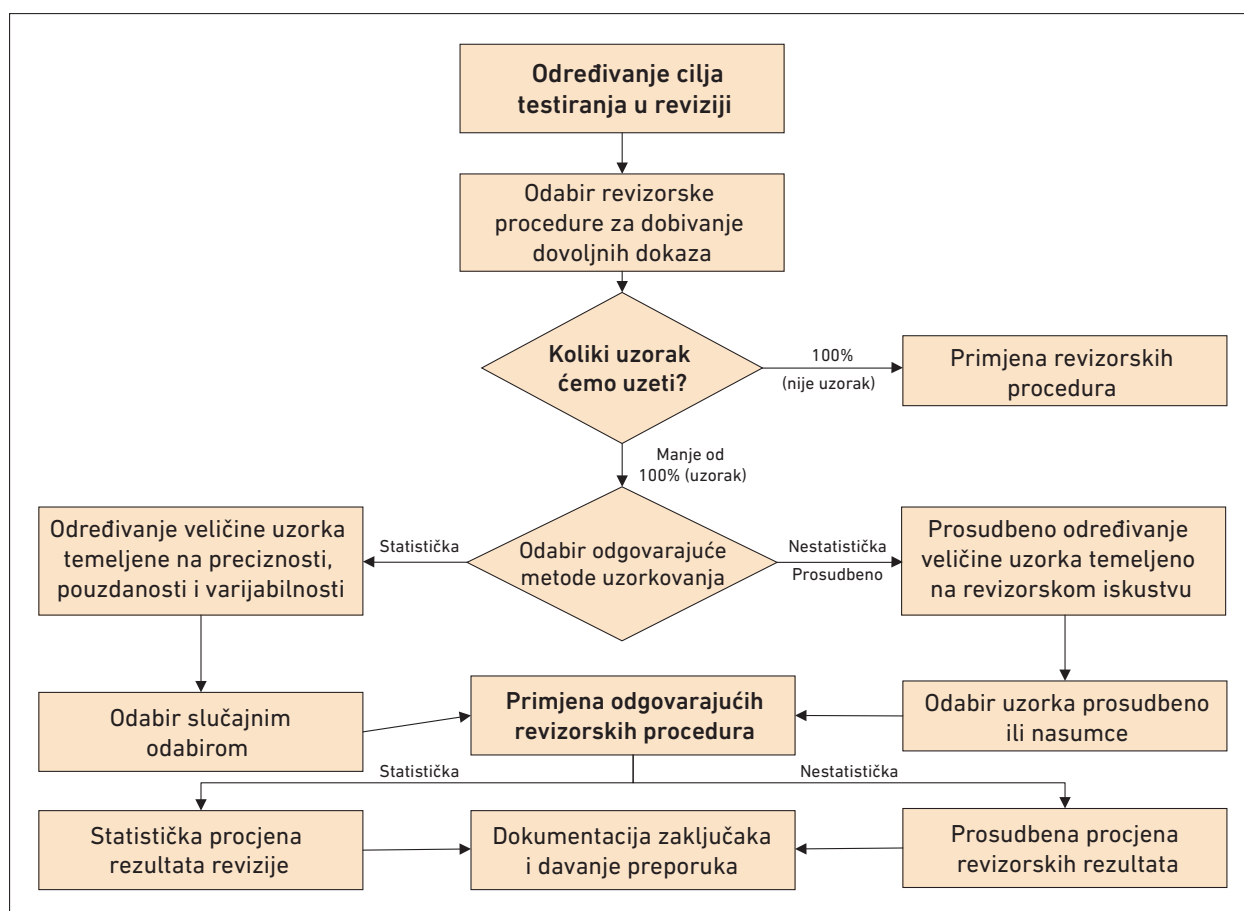 Određivanje cilja
testiranja u reviziji
Odabir revizorske
procedure za dobivanje
dovoljnih dokaza
Koliki uzorak
ćemo uzeti?
100%
(nije uzorak)
Primjena revizorskih
procedura
Manje od
100% (uzorak)
Određivanje veličine uzorka
temeljene na preciznosti,
pouzdanosti i varijabilnosti
Statistička
Odabir odgovarajuće
metode uzorkovanja
Nestatistička
Prosudbeno
Prosudbeno određivanje
veličine uzorka temeljeno
na revizorskom iskustvu
Odabir slučajnim
odabirom
Primjena odgovarajućih
revizorskih procedura
Odabir uzorka prosudbeno
ili nasumce
Statistička
Nestatistička
Statistička procjena
rezultata revizije
Dokumentacija zaključaka
i davanje preporuka
Prosudbena procjena
revizorskih rezultata